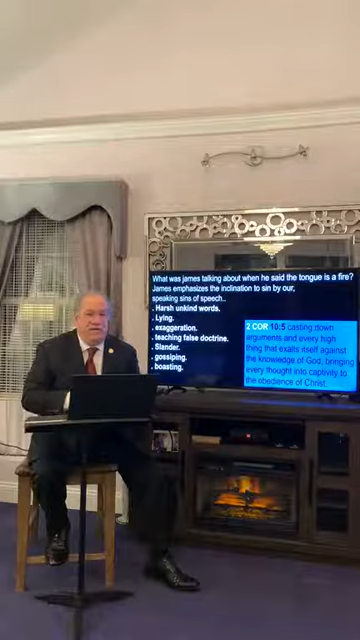 What was james talking about when he said the tongue is a fire?
James emphasizes the inclination to sin by our,
speaking sins of speech..
. Harsh unkind words.
. Lying.
. exaggeration.
. teaching false doctrine.
. Slander.
. gossiping.
. boasting.
2 COR 10:5 casting down
arguments and every high
thing that exalts itself against
the knowledge of God, bringing
every thought into captivity to
the obedience of Christ.